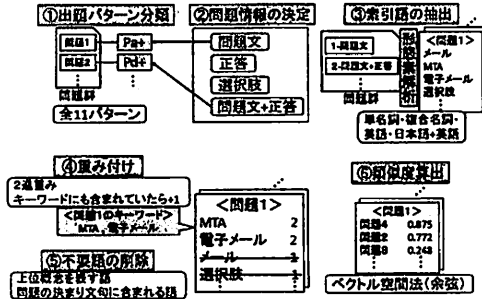 ①出題パターン分類
問題1
Pa+
問題2
Pd+
問題群
全11パターン
②問題情報の決定
問題文
正答
選択肢
問題文+正答
③索引語の抽出
1-問題文
2-問題文+正答
問題群
形態素解析
<問題1>
メール
MTA
電子メール
選択肢
単名詞・複合名詞・
英語・日本語+英語
④重み付け
2進重み
キーワードにも含まれていたら+1
<問題1のキーワード>
MTA,電子メール
<問題1>
MTA 2
電子メール 2
メール 1
選択肢 1
⑤不要語の削除
上位概念を表す語
問題の決まり文句に含まれる語
⑥類似度算出
<問題1>
問題4 0.875
問題2 0.772
問題8 0.248
ベクトル空間法(余弦)